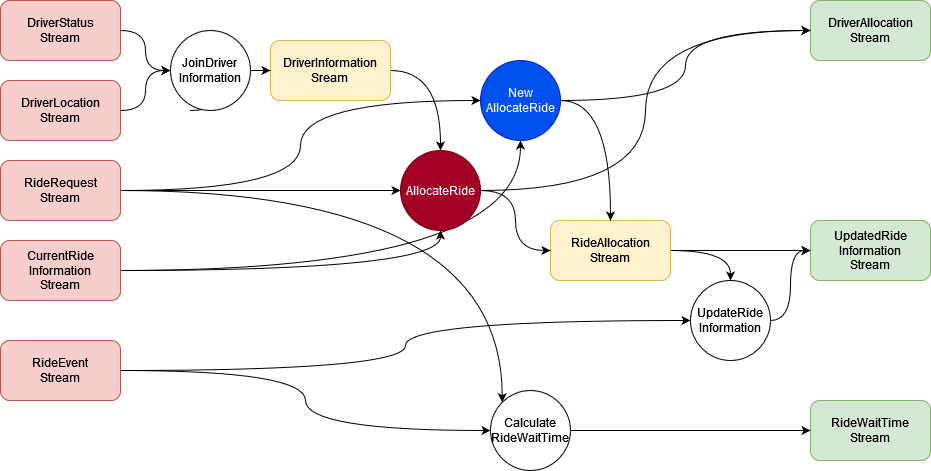 DriverStatus
Stream
DriverLocation
Stream
RideRequest
Stream
CurrentRide
Information
Stream
RideEvent
Stream
JoinDriver
Information
DriverInformation
Sream
AllocateRide
New
AllocateRide
RideAllocation
Stream
UpdateRide
Information
Calculate
RideWaitTime
DriverAllocation
Stream
UpdatedRide
Information
Stream
RideWaitTime
Stream